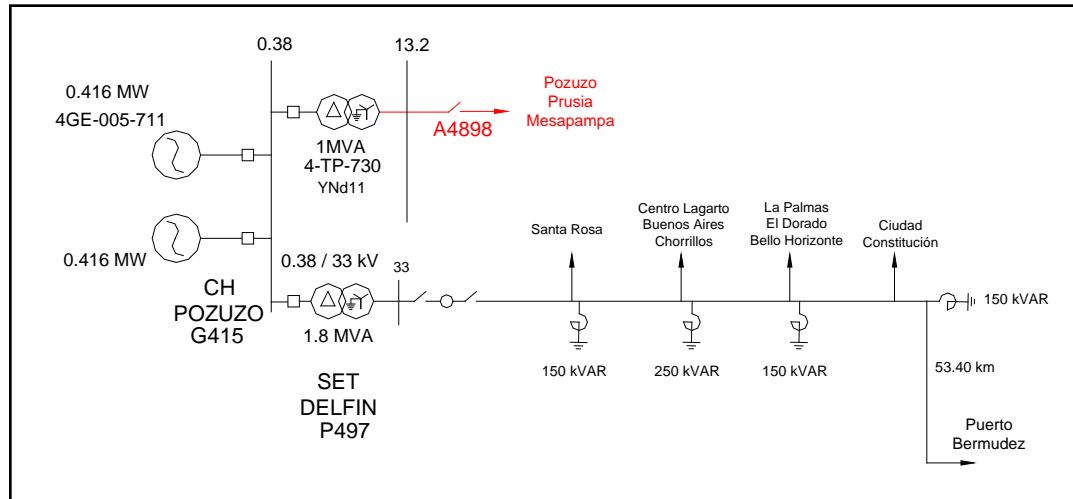 0.38
13.2
0.416 MW
4GE-005-711
Pozuzo
Prusia
Mesapampa
A4898
1MVA
4-TP-730
YNd11
0.416 MW
0.38 / 33 kV
33
CH
POZUZO
G415
1.8 MVA
SET
DELFIN
P497
Santa Rosa
Centro Lagarto
Buenos Aires
Chorrillos
La Palmas
El Dorado
Bello Horizonte
Ciudad
Constitución
150 kVAR
150 kVAR
250 kVAR
150 kVAR
53.40 km
Puerto
Bermudez